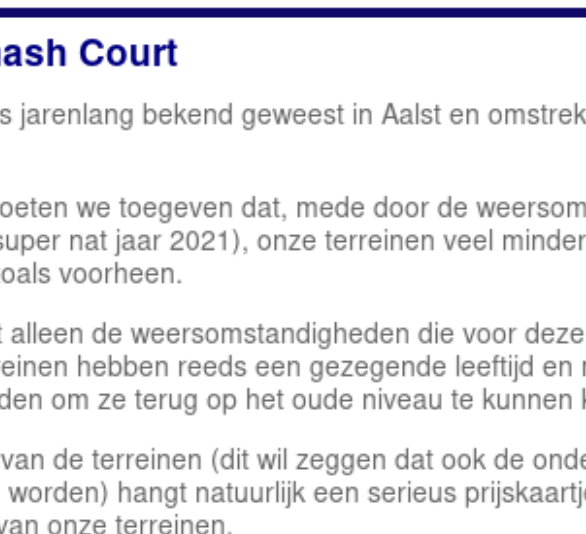 ash Court
s jarenlang bekend geweest in Aalst en omstrek
oeten we toegeven dat, mede door de weersom
super nat jaar 2021), onze terreinen veel minder
oals voorheen.
t alleen de weersomstandigheden die voor deze
einen hebben reeds een gezegende leeftijd en
den om ze terug op het oude niveau te kunnen
van de terreinen (dit wil zeggen dat ook de onde
worden) hangt natuurlijk een serieus prijskaartj
van onze terreinen.